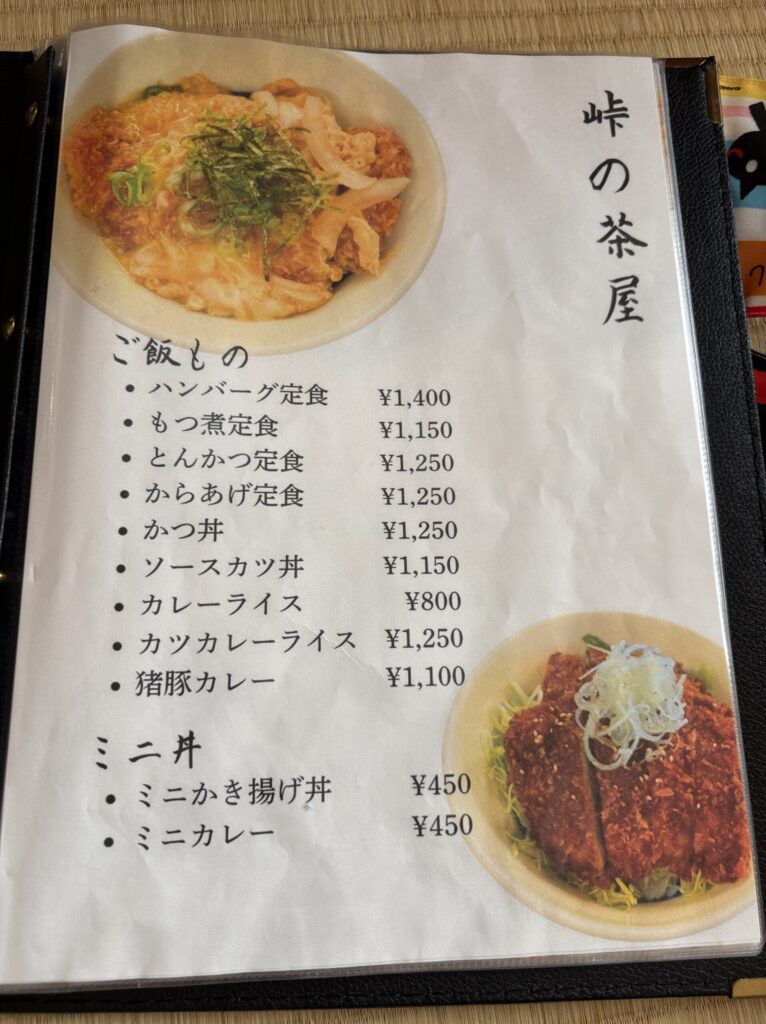 峠の茶屋
ご飯もの
• ハンバーグ定食 ¥1,400
• もつ煮定食 ¥1,150
• とんかつ定食 ¥1,250
• からあげ定食 ¥1,250
• かつ丼 ¥1,250
• ソースカツ丼 ¥1,150
• カレーライス ¥800
• カツカレーライス ¥1,250
• 猪豚カレー ¥1,100
ミニ丼
• ミニかき揚げ丼 ¥450
• ミニカレー ¥450